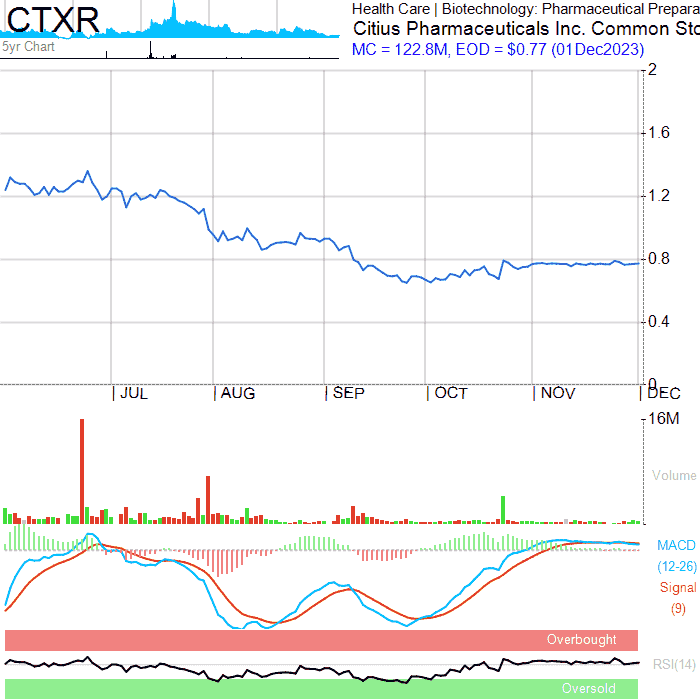 CTXR
Health Care | Biotechnology: Pharmaceutical Prepara
Citius Pharmaceuticals Inc. Common Sto
5yr Chart
MC = 122.8M, EOD = $0.77 (01Dec2023)
2
1.6
1.2
0.8
0.4
0
JUL AUG SEP OCT NOV DEC
16M
Volume
MACD
(12-26)
Signal
(9)
Overbought
RSI(14)
Oversold